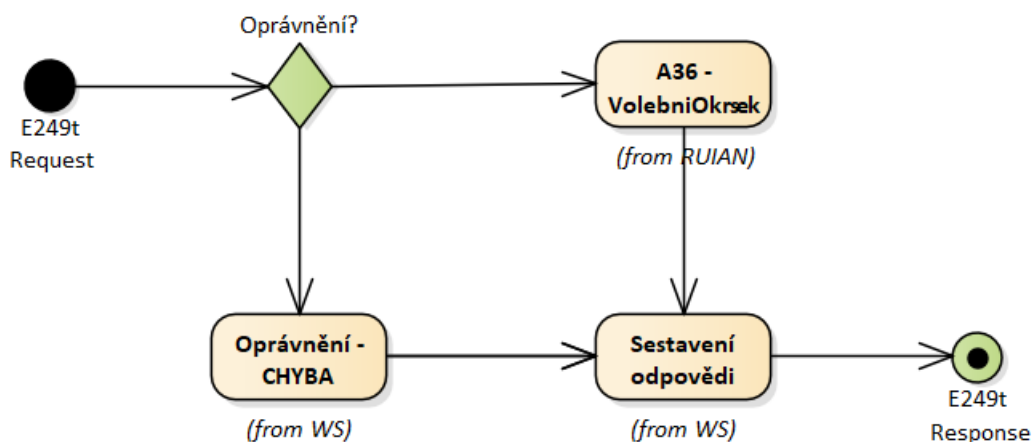 Oprávnění?
E249t
Request
A36 -
VolebniOkrsek
(from RUIAN)
Oprávnění -
CHYBA
(from WS)
Sestavení
odpovědi
(from WS)
E249t
Response